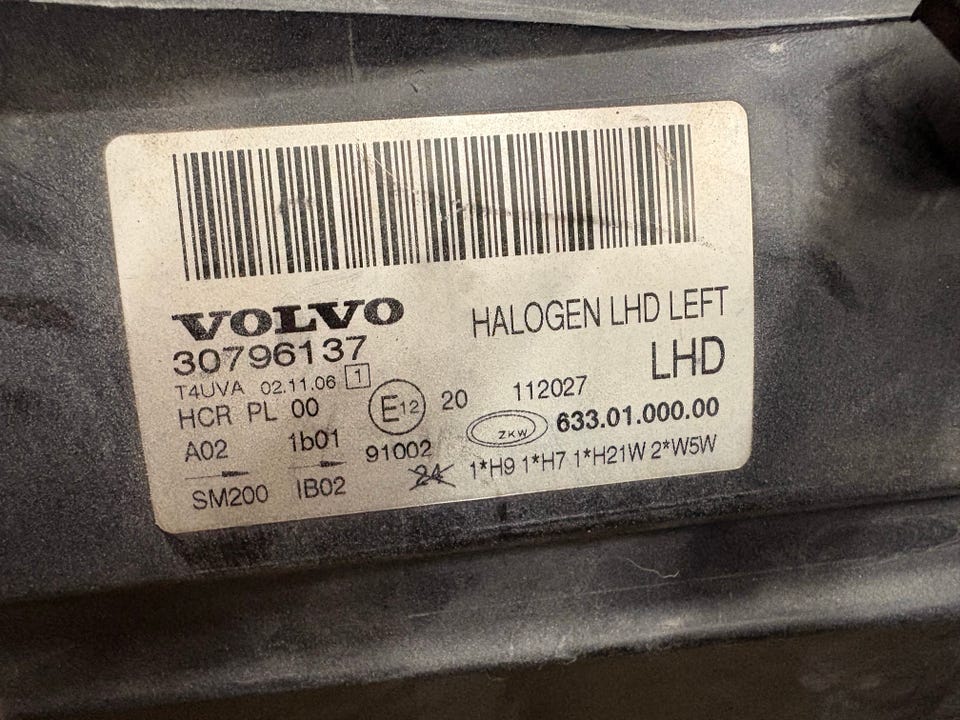 VOLVO
30796137
HALOGEN LHD LEFT
LHD
T4UVA 02.11.06 1
HCR PL 00
E12
20
112027
ZKW 633.01.000.00
A02 1b01 91002
SM200 IB02
24
1*H9 1*H7 1*H21W 2*W5W